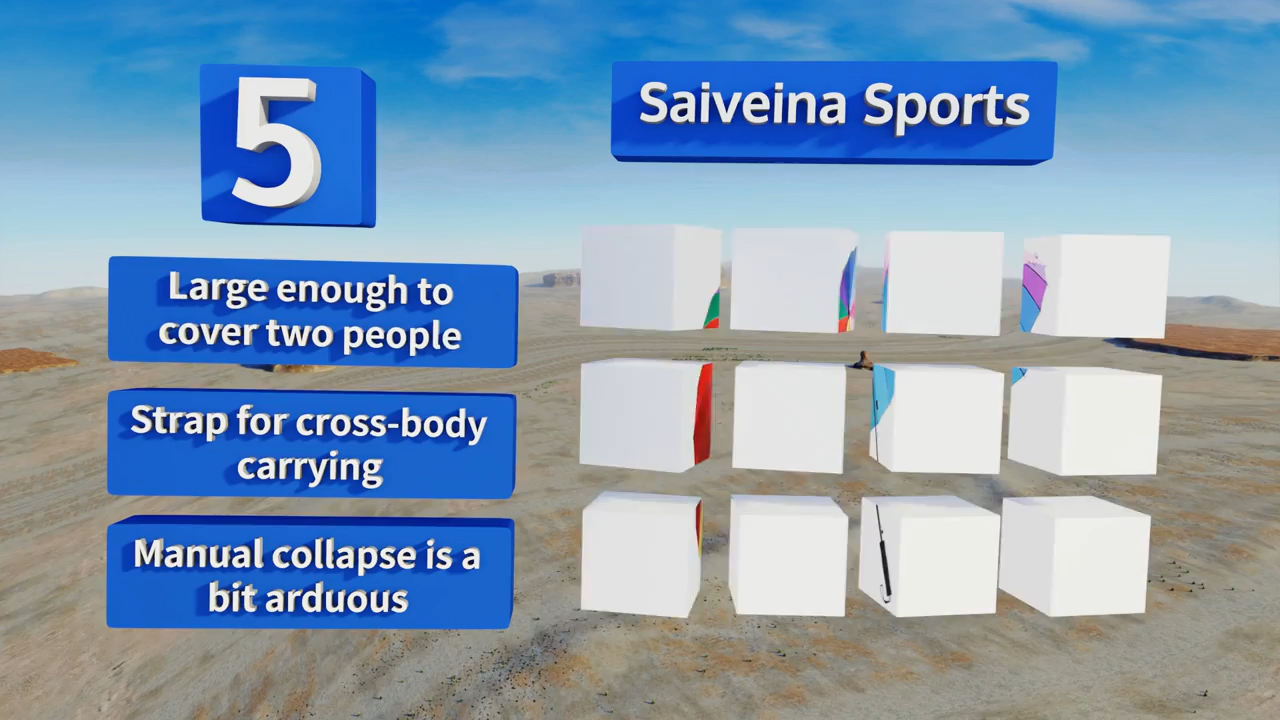 5
Saiveina Sports
Large enough to
cover two people
Strap for cross-body
carrying
Manual collapse is a
bit arduous